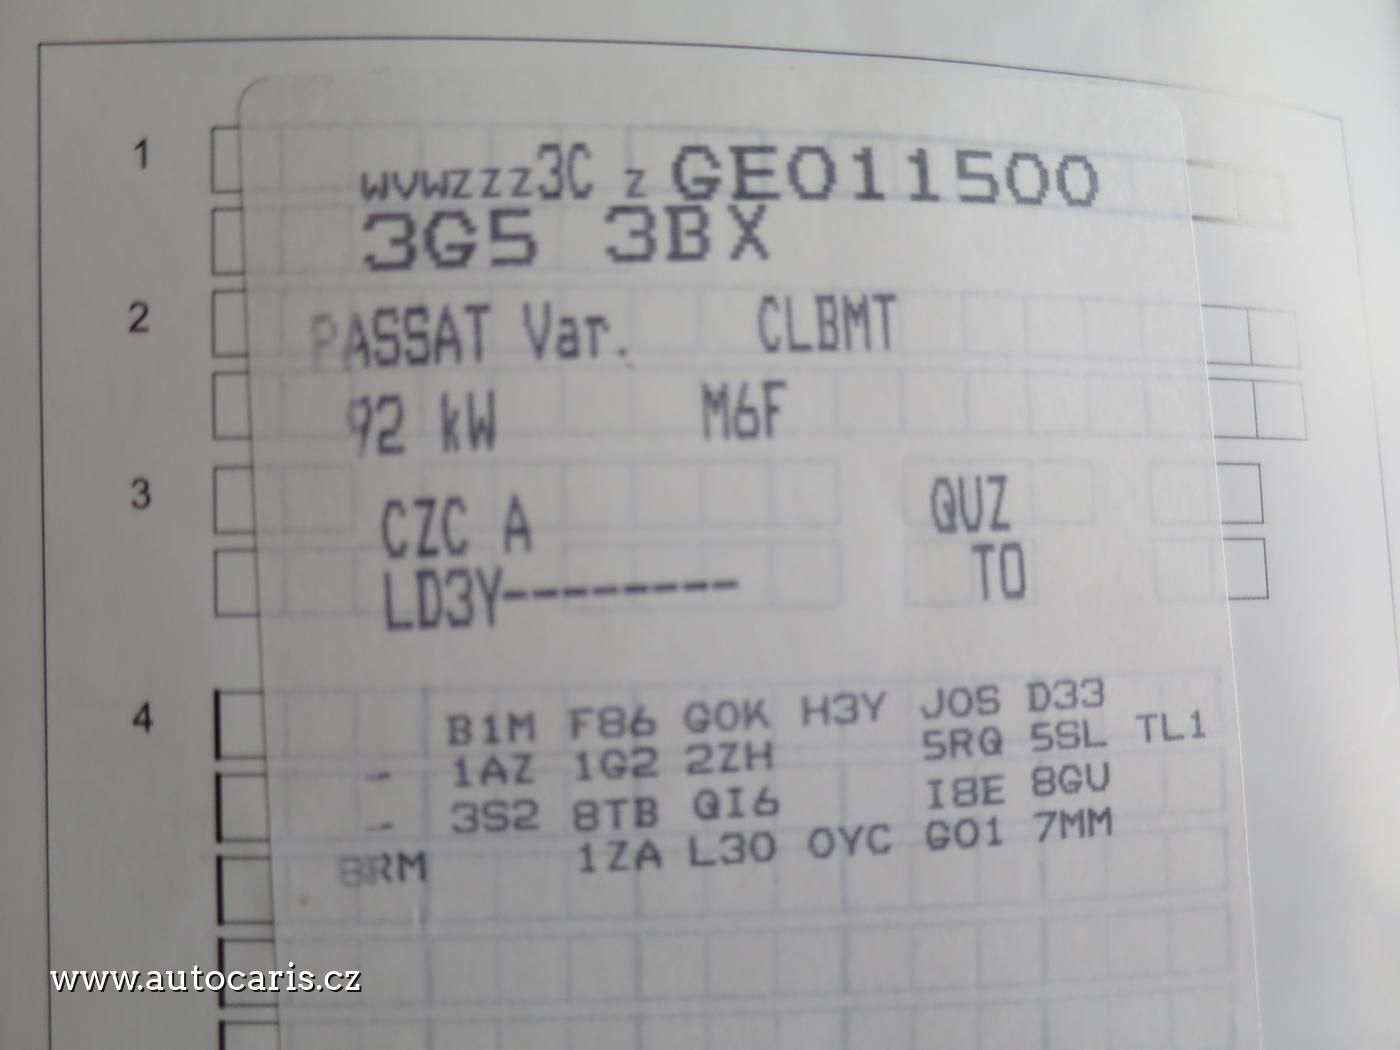 1
wvwzzz3C z GE011500
3G5 3BX
2
PASSAT Var. CLBMT
92 kW M6F
3
CZC A QUZ
LD3Y-------- T0
4
B1M F86 G0K H3Y J0S D33
- 1AZ 1G2 2ZH 5RQ 5SL TL1
- 3S2 8TB QI6 I8E 8GU
8RM 1ZA L30 0YC G01 7MM
www.autocaris.cz